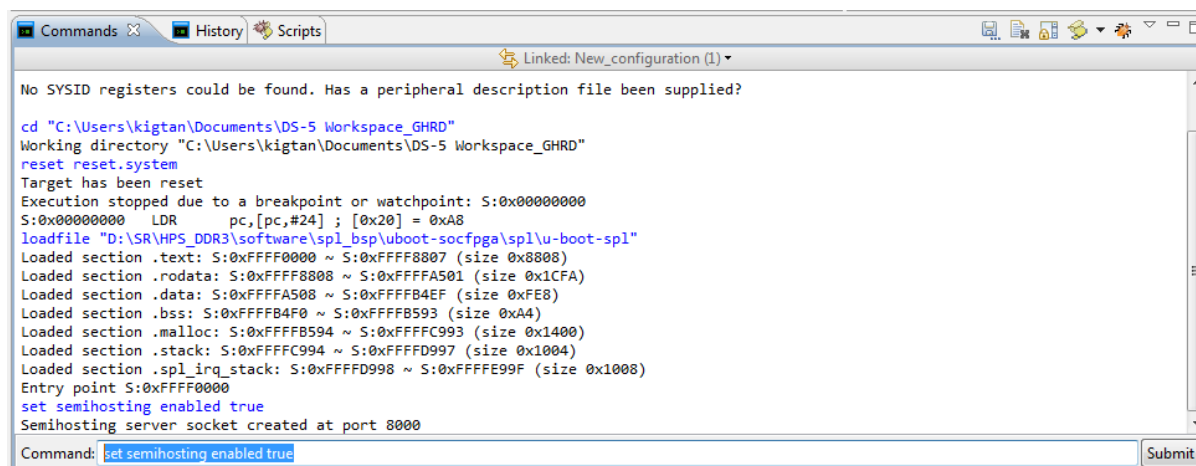 Commands History Scripts
Linked: New_configuration (1)
No SYSID registers could be found. Has a peripheral description file been supplied?
cd "C:\Users\kigtan\Documents\DS-5 Workspace_GHRD"
Working directory "C:\Users\kigtan\Documents\DS-5 Workspace_GHRD"
reset reset.system
Target has been reset
Execution stopped due to a breakpoint or watchpoint: S:0x00000000
S:0x00000000   LDR      pc,[pc,#24] ; [0x20] = 0xA8
loadfile "D:\SR\HPS_DDR3\software\spl_bsp\uboot-socfpga\spl\u-boot-spl"
Loaded section .text: S:0xFFFF0000 ~ S:0xFFFF8807 (size 0x8808)
Loaded section .rodata: S:0xFFFF8808 ~ S:0xFFFFA501 (size 0x1CFA)
Loaded section .data: S:0xFFFFA508 ~ S:0xFFFFB4EF (size 0xFE8)
Loaded section .bss: S:0xFFFFB4F0 ~ S:0xFFFFB593 (size 0xA4)
Loaded section .malloc: S:0xFFFFB594 ~ S:0xFFFFC993 (size 0x1400)
Loaded section .stack: S:0xFFFFC994 ~ S:0xFFFFD997 (size 0x1004)
Loaded section .spl_irq_stack: S:0xFFFFD998 ~ S:0xFFFFE99F (size 0x1008)
Entry point S:0xFFFF0000
set semihosting enabled true
Semihosting server socket created at port 8000
Command: set semihosting enabled true Submit